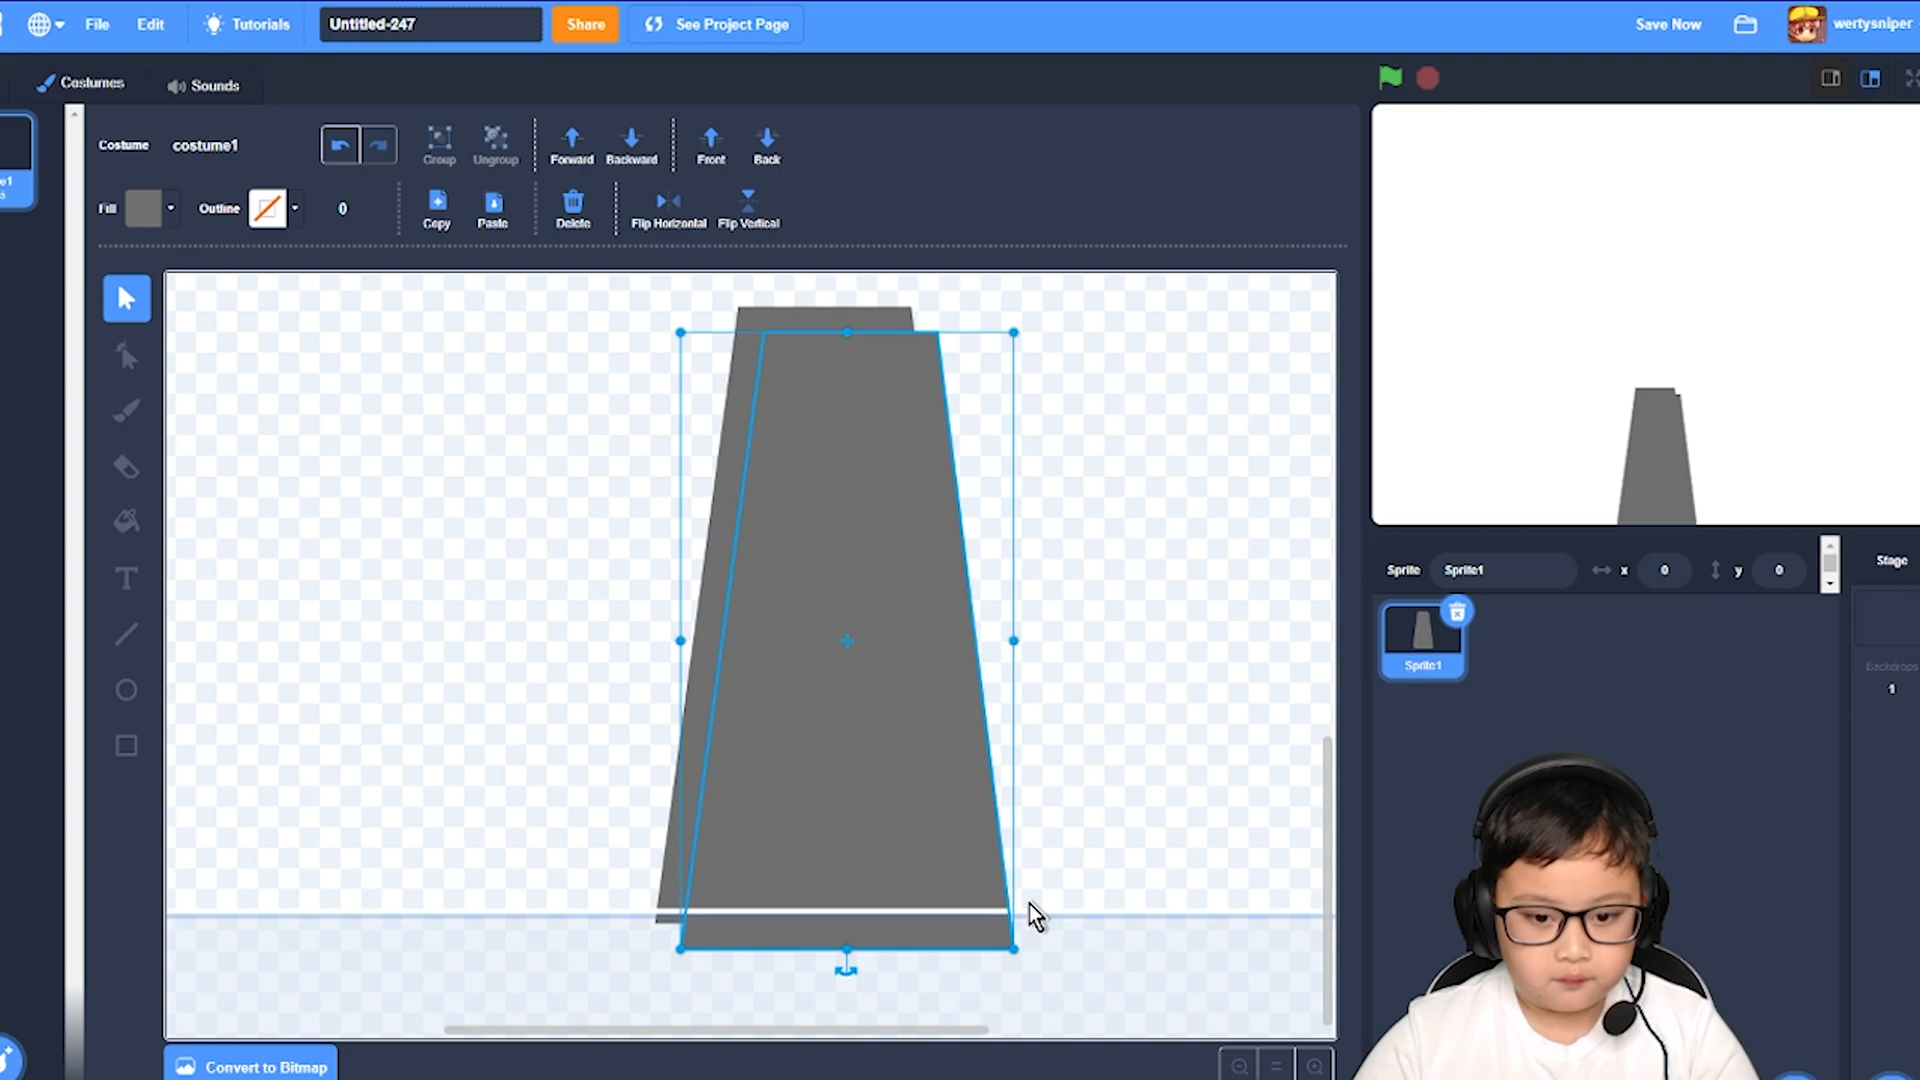 File Edit Tutorials Untitled-247 Share See Project Page Save Now wertysniper
Costumes Sounds
Costume costume1 Group Ungroup Forward Backward Front Back
Fill Outline 0 Copy Paste Delete Flip Horizontal Flip Vertical
e1
T
Sprite Sprite1 x 0 y 0 Stage
Sprite1
Backdrops
1
Convert to Bitmap